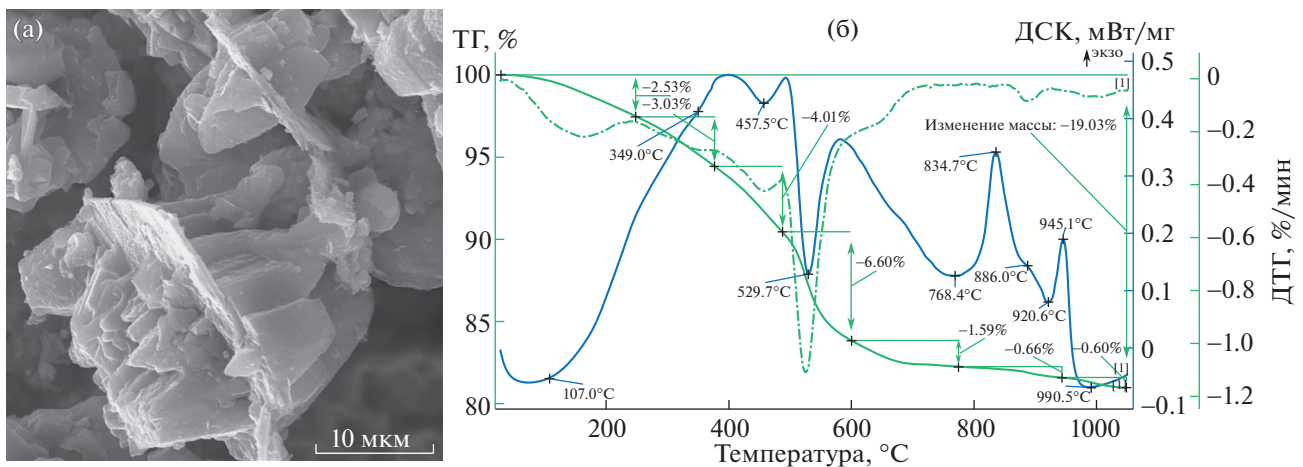 (а)
10 мкм
(б)
ТГ, %
ДСК, мВт/мг
экзо
ДТГ, %/мин
100
95
90
85
80
0.5
0.4
0.3
0.2
0.1
0
–0.1
0
–0.2
–0.4
–0.6
–0.8
–1.0
–1.2
[1]
–2.53%
–3.03%
349.0°C
457.5°C
–4.01%
Изменение массы: –19.03%
834.7°C
945.1°C
–6.60%
529.7°C
768.4°C
886.0°C
920.6°C
–1.59%
–0.66%
–0.60%
[1]
[1]
107.0°C
990.5°C
200
400
600
800
1000
Температура, °C